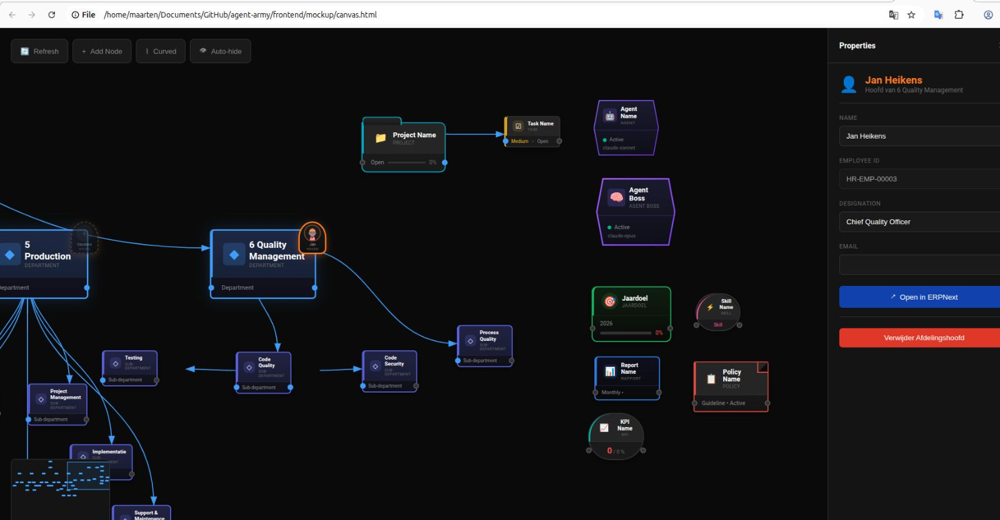 File
/home/maarten/Documents/GitHub/agent-army/frontend/mockup/canvas.html
Refresh
+ Add Node
Curved
Auto-hide
Project Name
PROJECT
Open
0%
Task Name
TASK
Medium • Open
Agent
Name
AGENT
Active
claude-sonnet
Agent
Boss
AGENT BOSS
Active
claude-opus
5
Production
DEPARTMENT
epartment
Vacature
HOOFD
6 Quality
Management
DEPARTMENT
Department
Jan
HOOFD
Jaardoel
JAARDOEL
2026
0%
Skill
Name
SKILL
Skill
Process
Quality
SUB-
DEPARTMENT
Sub-department
Testing
SUB-
DEPARTMENT
Sub-department
Code
Quality
SUB-
DEPARTMENT
Sub-department
Code
Security
SUB-
DEPARTMENT
Sub-department
Report
Name
RAPPORT
Monthly •
Policy
Name
POLICY
Guideline • Active
Project
Management
SUB-
DEPARTMENT
Sub-department
KPI
Name
KPI
0 / 0 %
Implementatie
SUB-
Support &
Maintenance
Properties
Jan Heikens
Hoofd van 6 Quality Management
NAME
Jan Heikens
EMPLOYEE ID
HR-EMP-00003
DESIGNATION
Chief Quality Officer
EMAIL
Open in ERPNext
Verwijder Afdelingshoofd